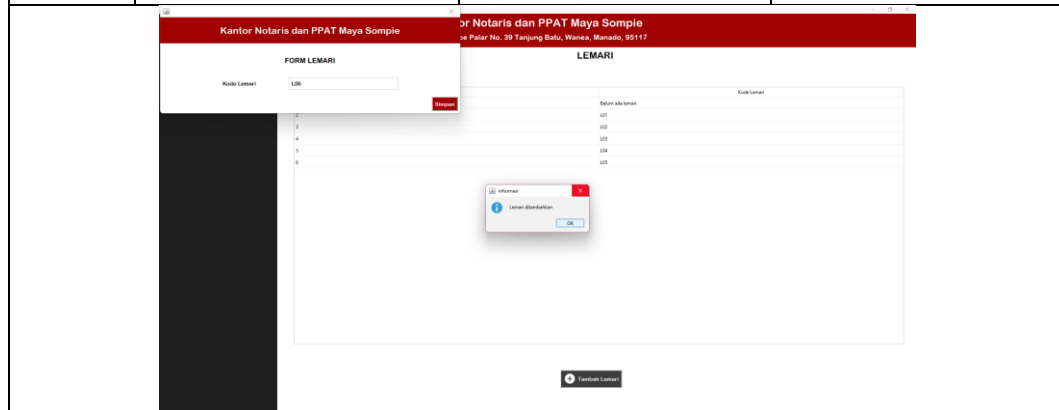 Kantor Notaris dan PPAT Maya Sompie
FORM LEMARI
Kode Lemari
L06
Simpan
or Notaris dan PPAT Maya Sompie
pe Palar No. 39 Tanjung Batu, Wanea, Manado, 95117
LEMARI
Kode Lemari
Belum ada lemari
2 L01
3 L02
4 L03
5 L04
6 L05
Informasi
Lemari ditambahkan
OK
Tambah Lemari